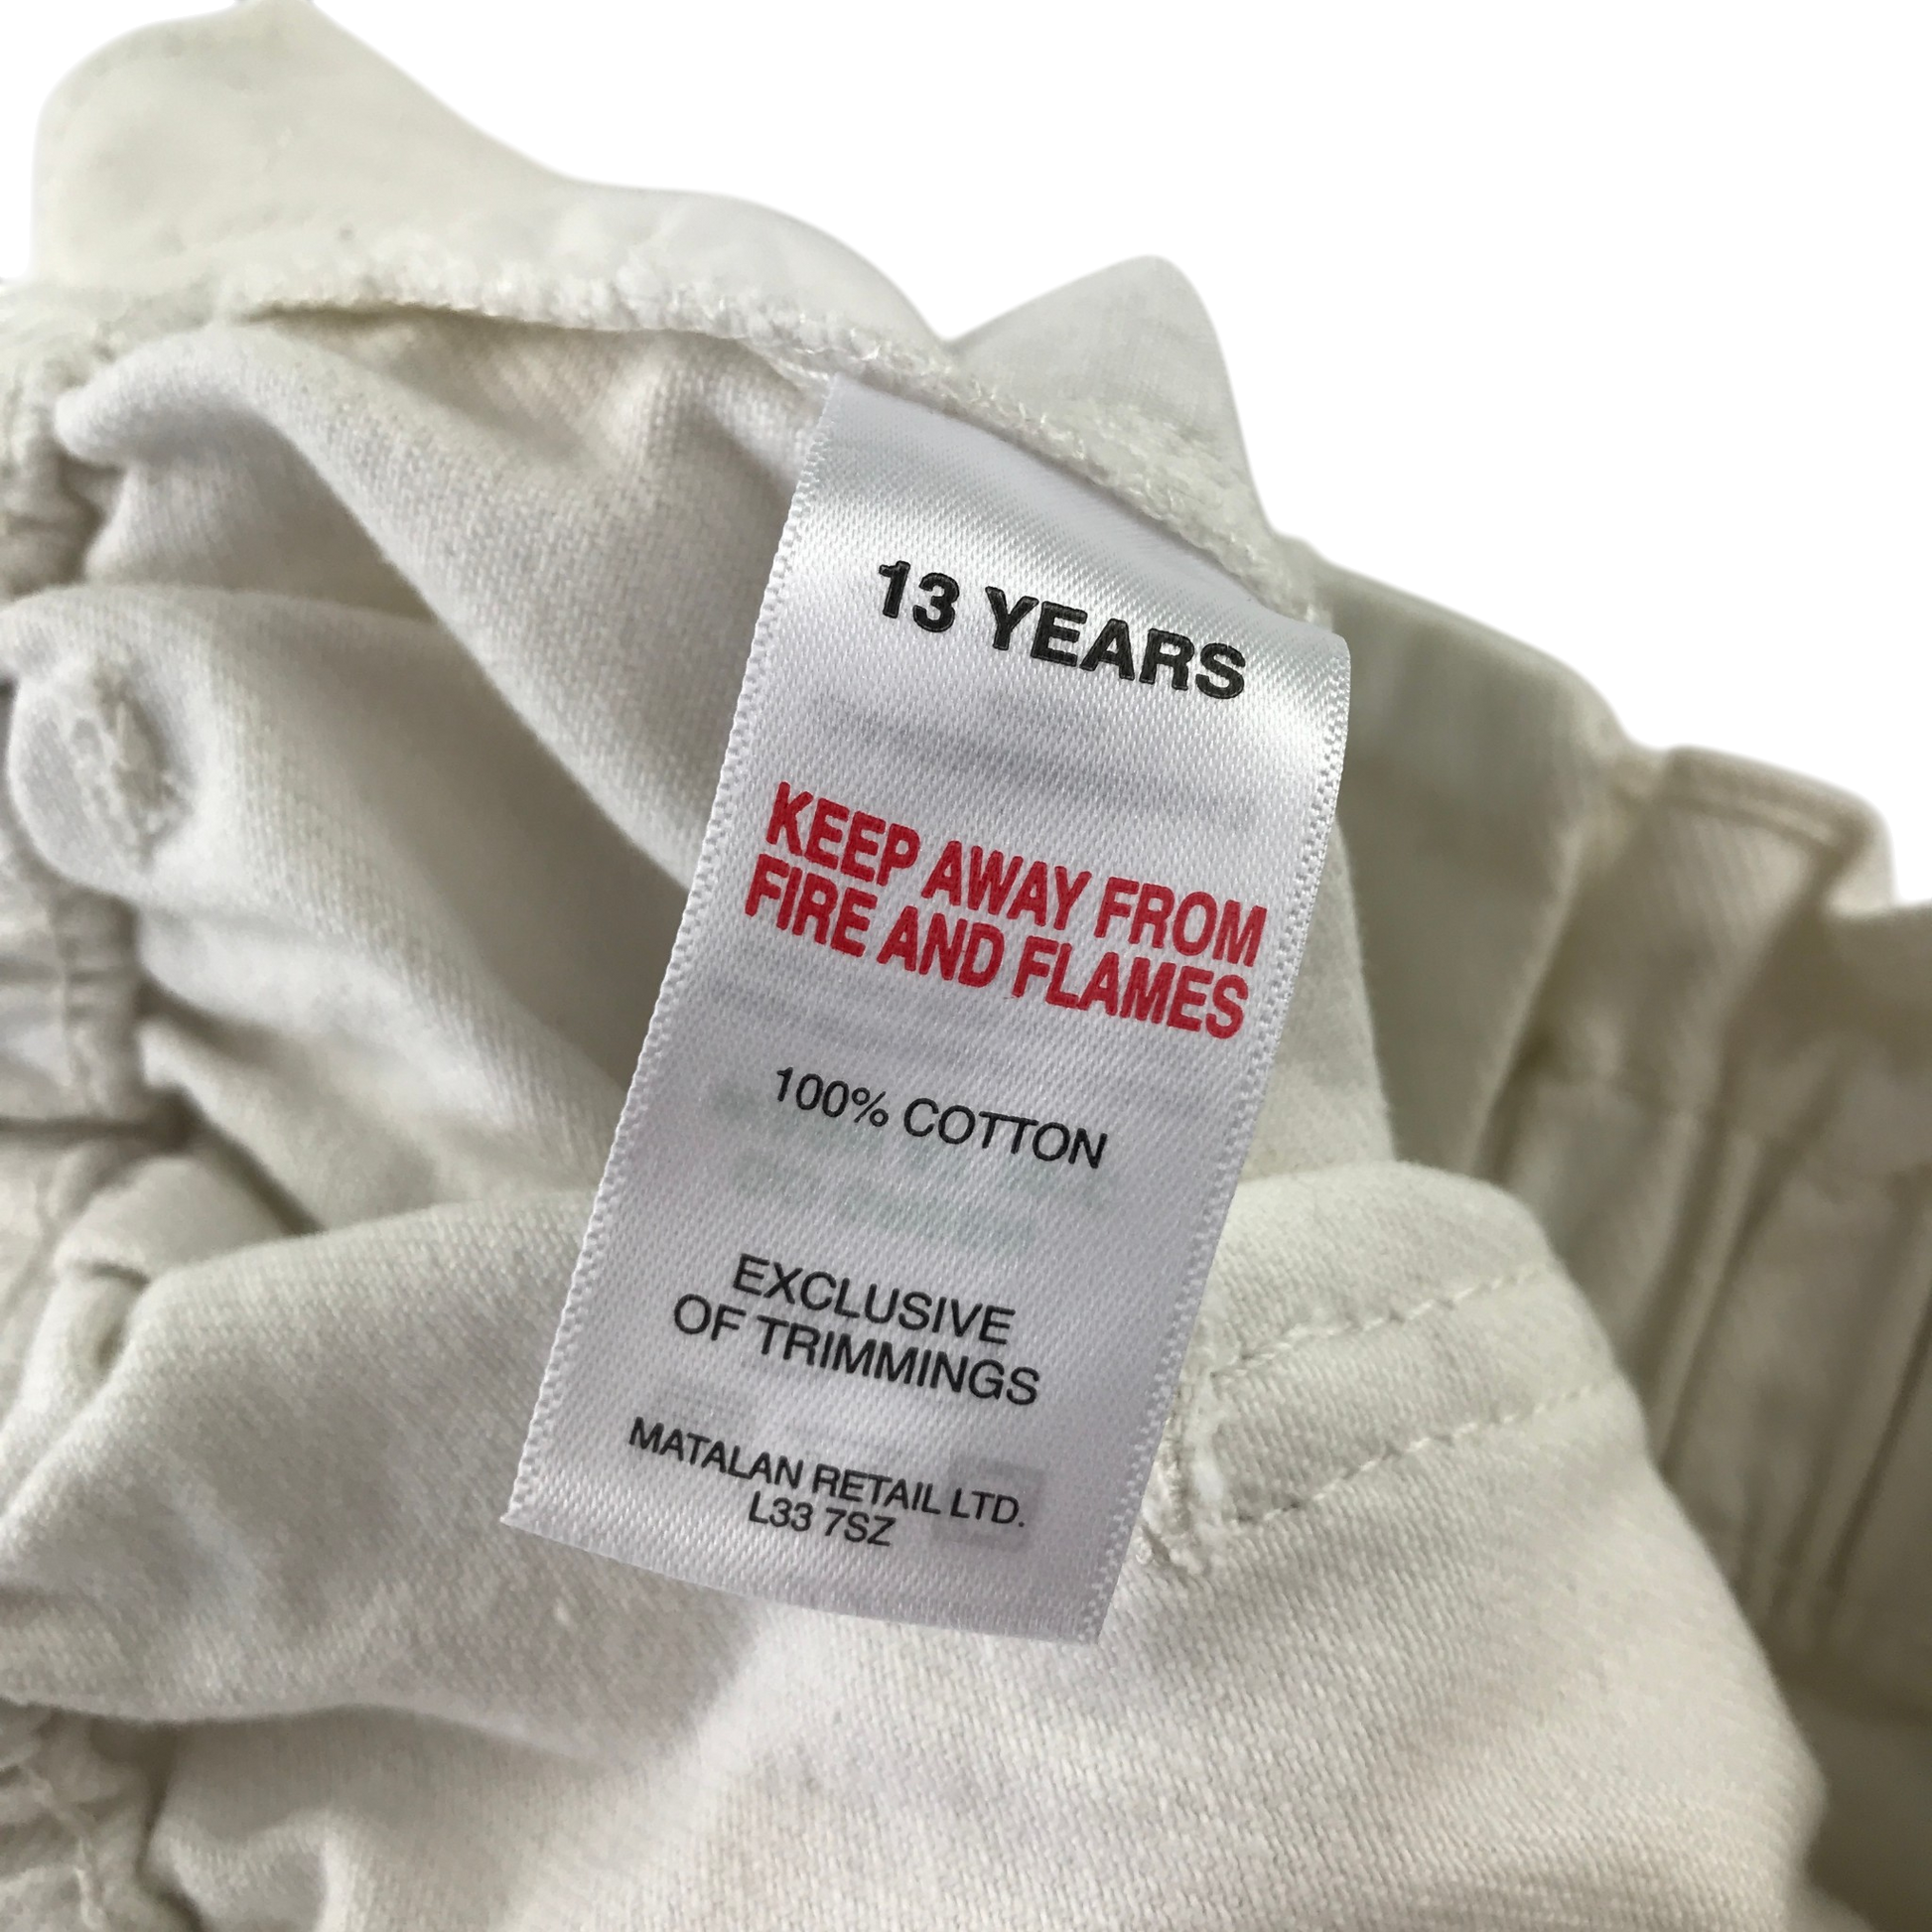 13 YEARS
KEEP AWAY FROM
FIRE AND FLAMES
100% COTTON
EXCLUSIVE
OF TRIMMINGS
MATALAN RETAIL LTD.
L33 7SZ